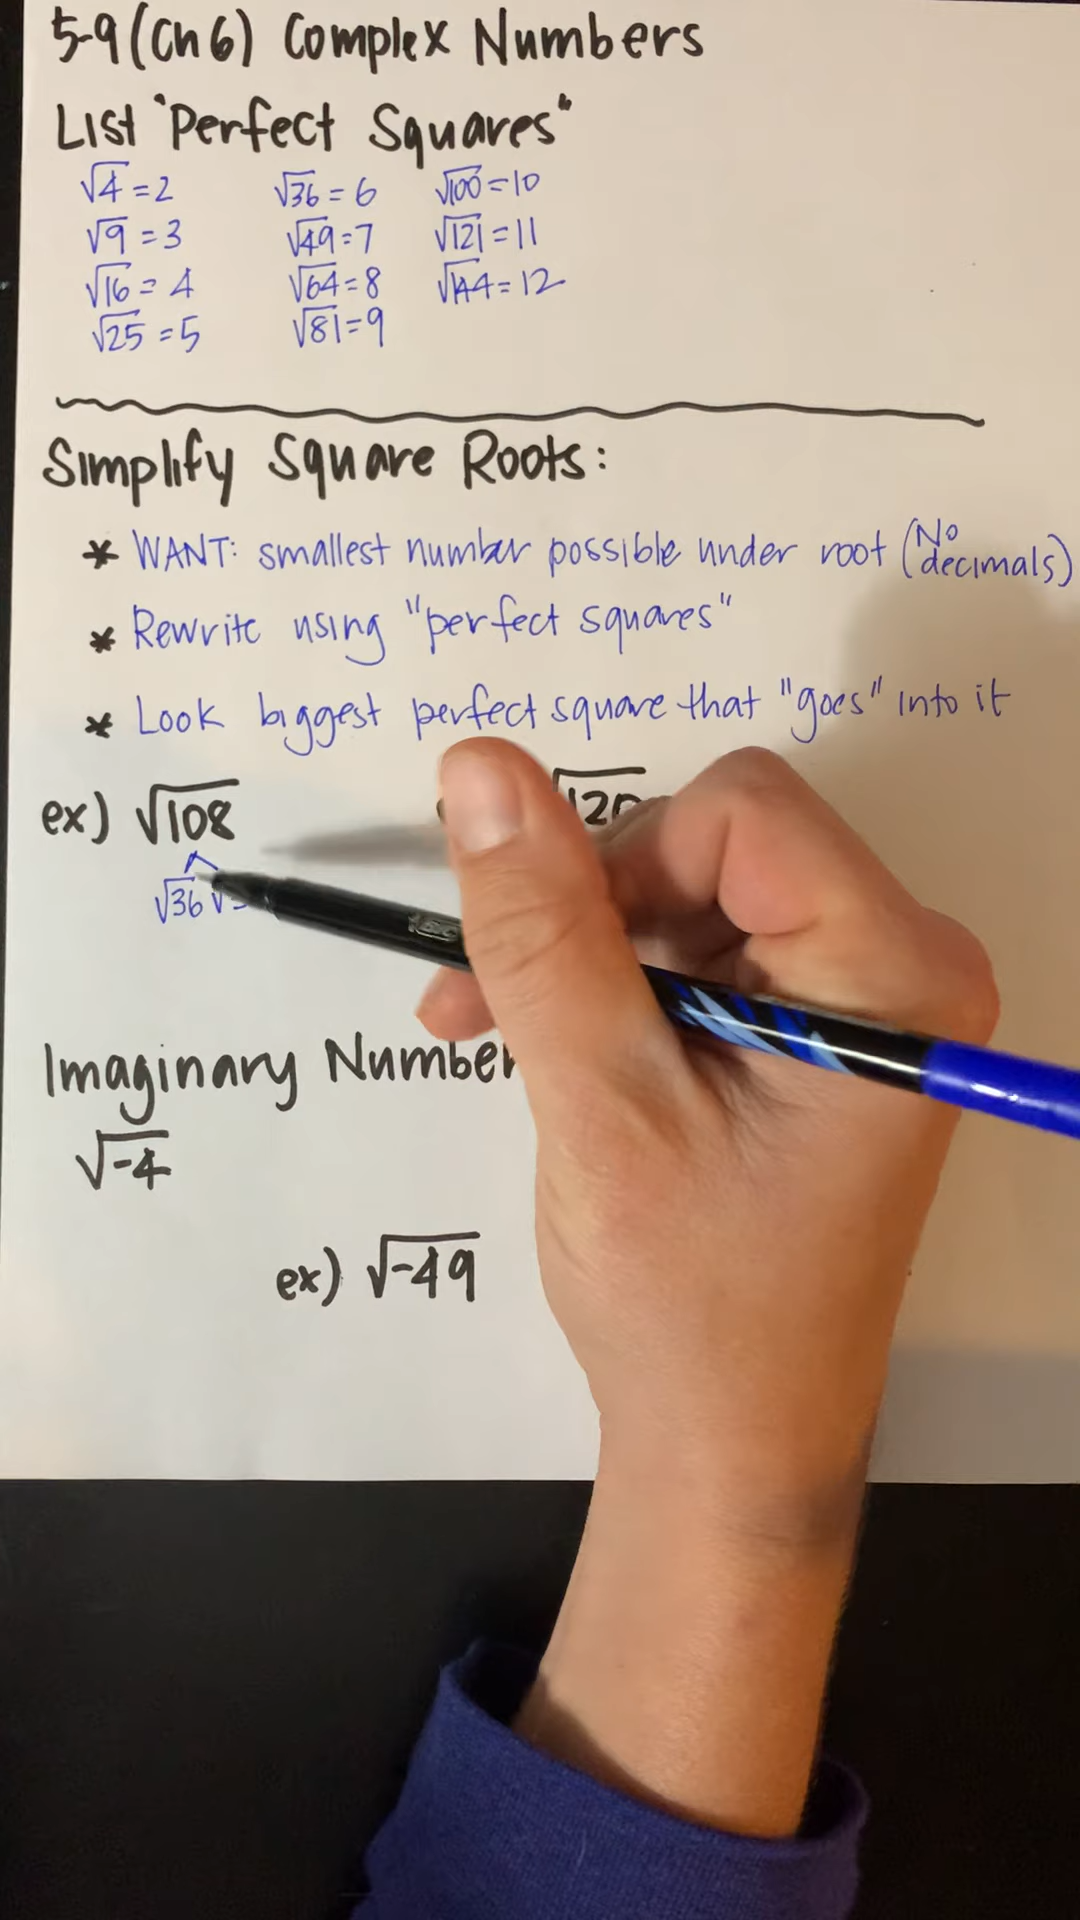 5-9 (Ch 6) Complex Numbers
List "Perfect Squares"
√4 = 2 √36 = 6 √100 = 10
√9 = 3 √49 = 7 √121 = 11
√16 = 4 √64 = 8 √144 = 12
√25 = 5 √81 = 9
Simplify Square Roots:
* WANT: smallest number possible under root (No decimals)
* Rewrite using "perfect squares"
* Look biggest perfect square that "goes" into it
ex) √108 √120
√36 √
Imaginary Number
√-4
ex) √-49